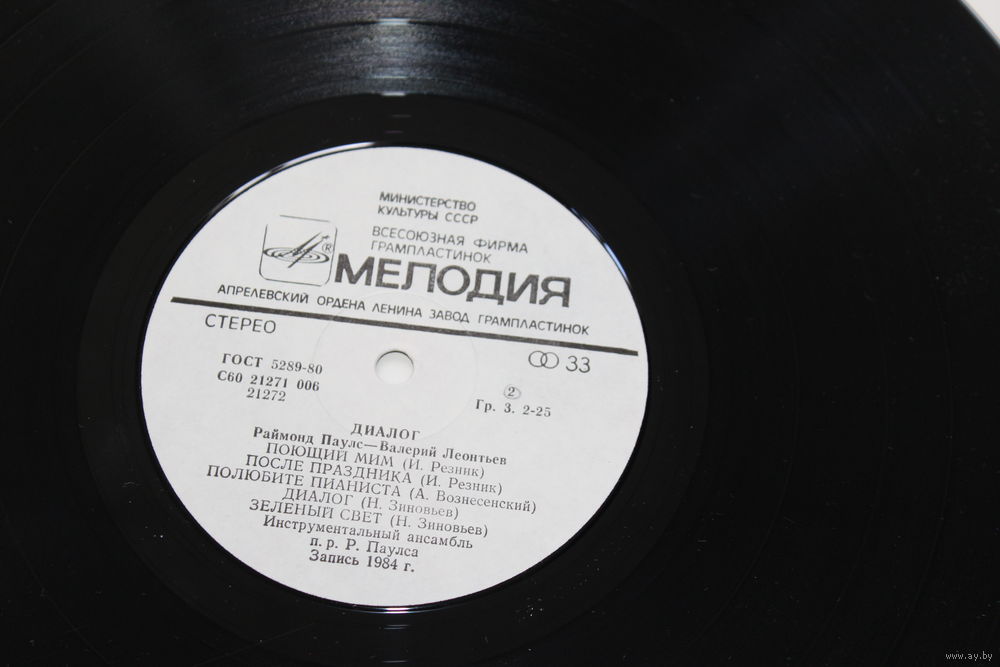 МИНИСТЕРСТВО
КУЛЬТУРЫ СССР
ВСЕСОЮЗНАЯ ФИРМА
ГРАМПЛАСТИНОК
®
МЕЛОДИЯ
АПРЕЛЕВСКИЙ ОРДЕНА ЛЕНИНА ЗАВОД ГРАМПЛАСТИНОК
СТЕРЕО
33
ГОСТ 5289-80
С60 21271 006
21272
2
Гр. 3. 2-25
ДИАЛОГ
Раймонд Паулс—Валерий Леонтьев
ПОЮЩИЙ МИМ (И. Резник)
ПОСЛЕ ПРАЗДНИКА (И. Резник)
ПОЛЮБИТЕ ПИАНИСТА (А. Вознесенский)
ДИАЛОГ (Н. Зиновьев)
ЗЕЛЕНЫЙ СВЕТ (Н. Зиновьев)
Инструментальный ансамбль
п. р. Р. Паулса
Запись 1984 г.
www.ay.by